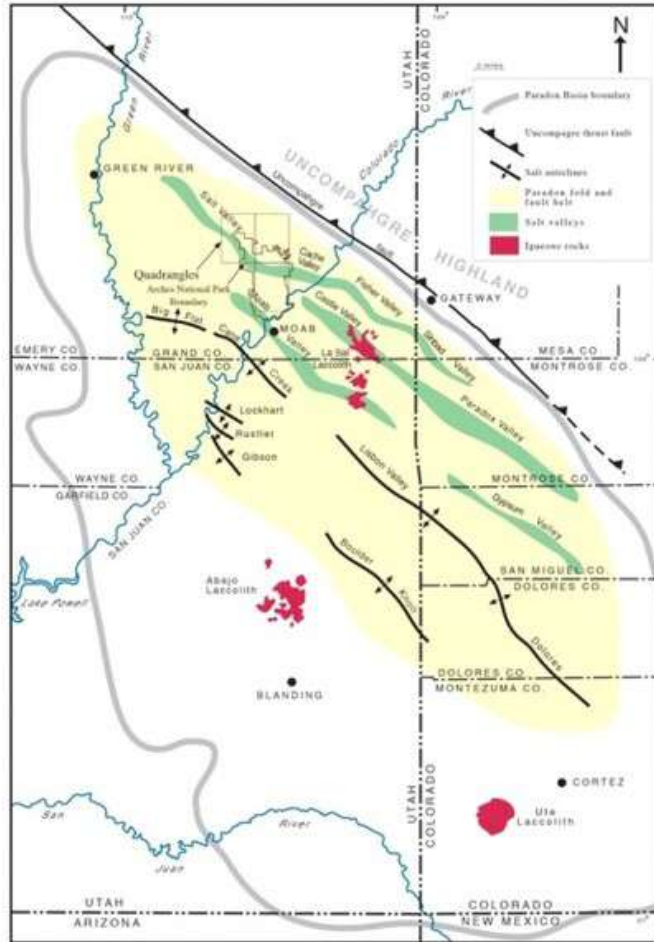 N
UTAH
COLORADO
Paradox Basin boundary
Uncompagre thrust fault
Salt anticlines
Paradox fold and
fault belt
Salt valleys
Igneous rocks
Green
River
Colorado
River
GREEN RIVER
UNCOMPAHGRE
HIGHLAND
Uncompagre
fault
Salt Valley
Cache
Valley
Fisher Valley
Quadrangles
Arches National Park
Boundary
GATEWAY
Castle Valley
Sinbad
Valley
Moab
Valley
MOAB
Big Flat
Cane
Creek
La Sal
Laccolith
EMERY CO.
WAYNE CO.
GRAND CO.
SAN JUAN CO.
MESA CO.
MONTROSE CO.
Paradox Valley
Lockhart
Rustler
Gibson
Lisbon Valley
WAYNE CO.
GARFIELD CO.
SAN JUAN CO.
MONTROSE CO.
Gypsum
Valley
Boulder
Knoll
SAN MIGUEL CO.
DOLORES CO.
Abajo
Laccolith
Lake Powell
Dolores
DOLORES CO.
MONTEZUMA CO.
BLANDING
UTAH
COLORADO
CORTEZ
Ute
Laccolith
San
Juan
River
UTAH
ARIZONA
COLORADO
NEW MEXICO